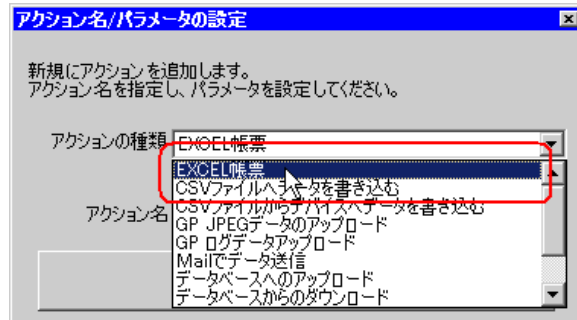 アクション名/パラメータの設定
新規にアクションを追加します。
アクション名を指定し、パラメータを設定してください。
アクションの種類 EXCEL帳票
EXCEL帳票
CSVファイルへデータを書き込む
アクション名 CSVファイルからデバイスへデータを書き込む
GP JPEGデータのアップロード
GP ログデータアップロード
Mailでデータ送信
データベースへのアップロード
データベースからのダウンロード